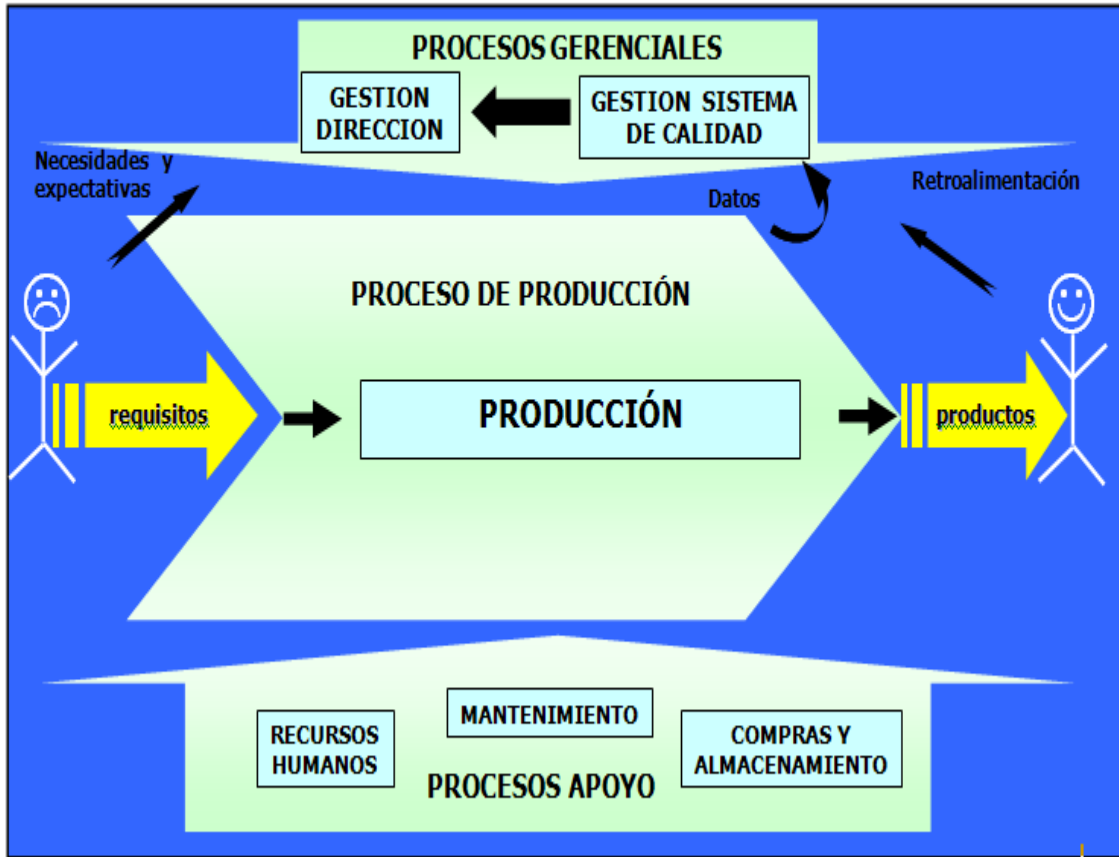 PROCESOS GERENCIALES
GESTION
DIRECCION
GESTION SISTEMA
DE CALIDAD
Necesidades y
expectativas
Datos
Retroalimentación
PROCESO DE PRODUCCIÓN
requisitos
PRODUCCIÓN
productos
RECURSOS
HUMANOS
MANTENIMIENTO
COMPRAS Y
ALMACENAMIENTO
PROCESOS APOYO